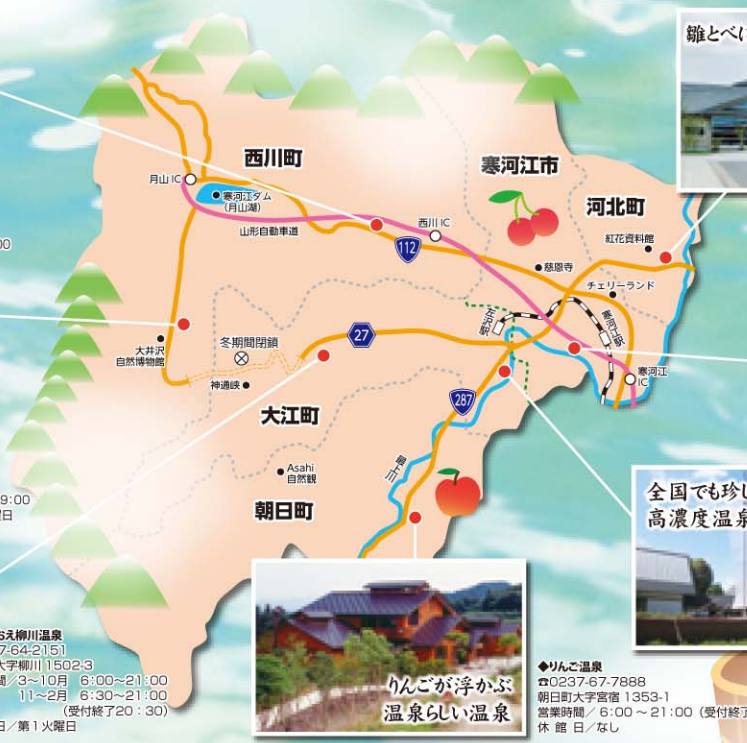 雛とべに
西川町
寒河江市
河北町
月山 IC
寒河江ダム
(月山湖)
山形自動車道
西川 IC
112
紅花資料館
慈恩寺
チェリーランド
左沢駅
寒河江駅
寒河江
IC
大井沢
自然博物館
冬期間閉鎖
27
神通峡
大江町
287
最上川
Asahi
自然観
朝日町
00
9:00
曜日
全国でも珍し
高濃度温泉
りんごが浮かぶ
温泉らしい温泉
おえ柳川温泉
7-64-2151
大字柳川 1502-3
間/3~10月 6:00~21:00
11~2月 6:30~21:00
(受付終了20:30)
日/第1火曜日
◆りんご温泉
☎0237-67-7888
朝日町大字宮宿 1353-1
営業時間/ 6:00 ~ 21:00 (受付終了
休 館 日/なし